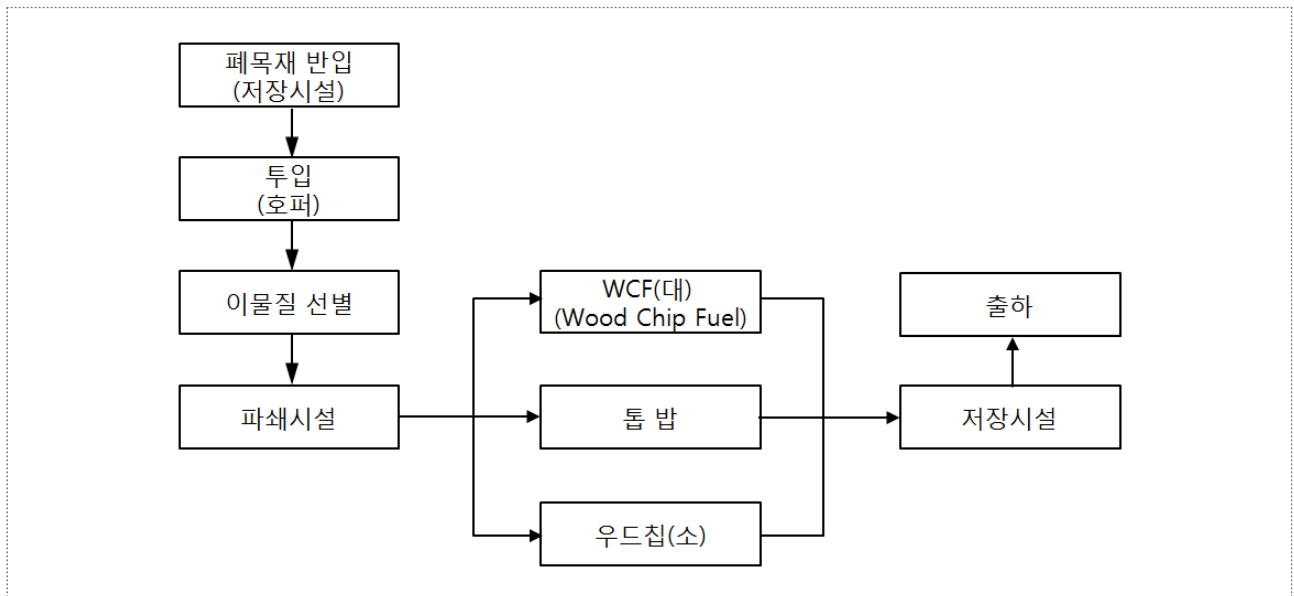 폐목재 반입
(저장시설)
투입
(호퍼)
이물질 선별
파쇄시설
WCF(대)
(Wood Chip Fuel)
톱 밥
우드칩(소)
출하
저장시설